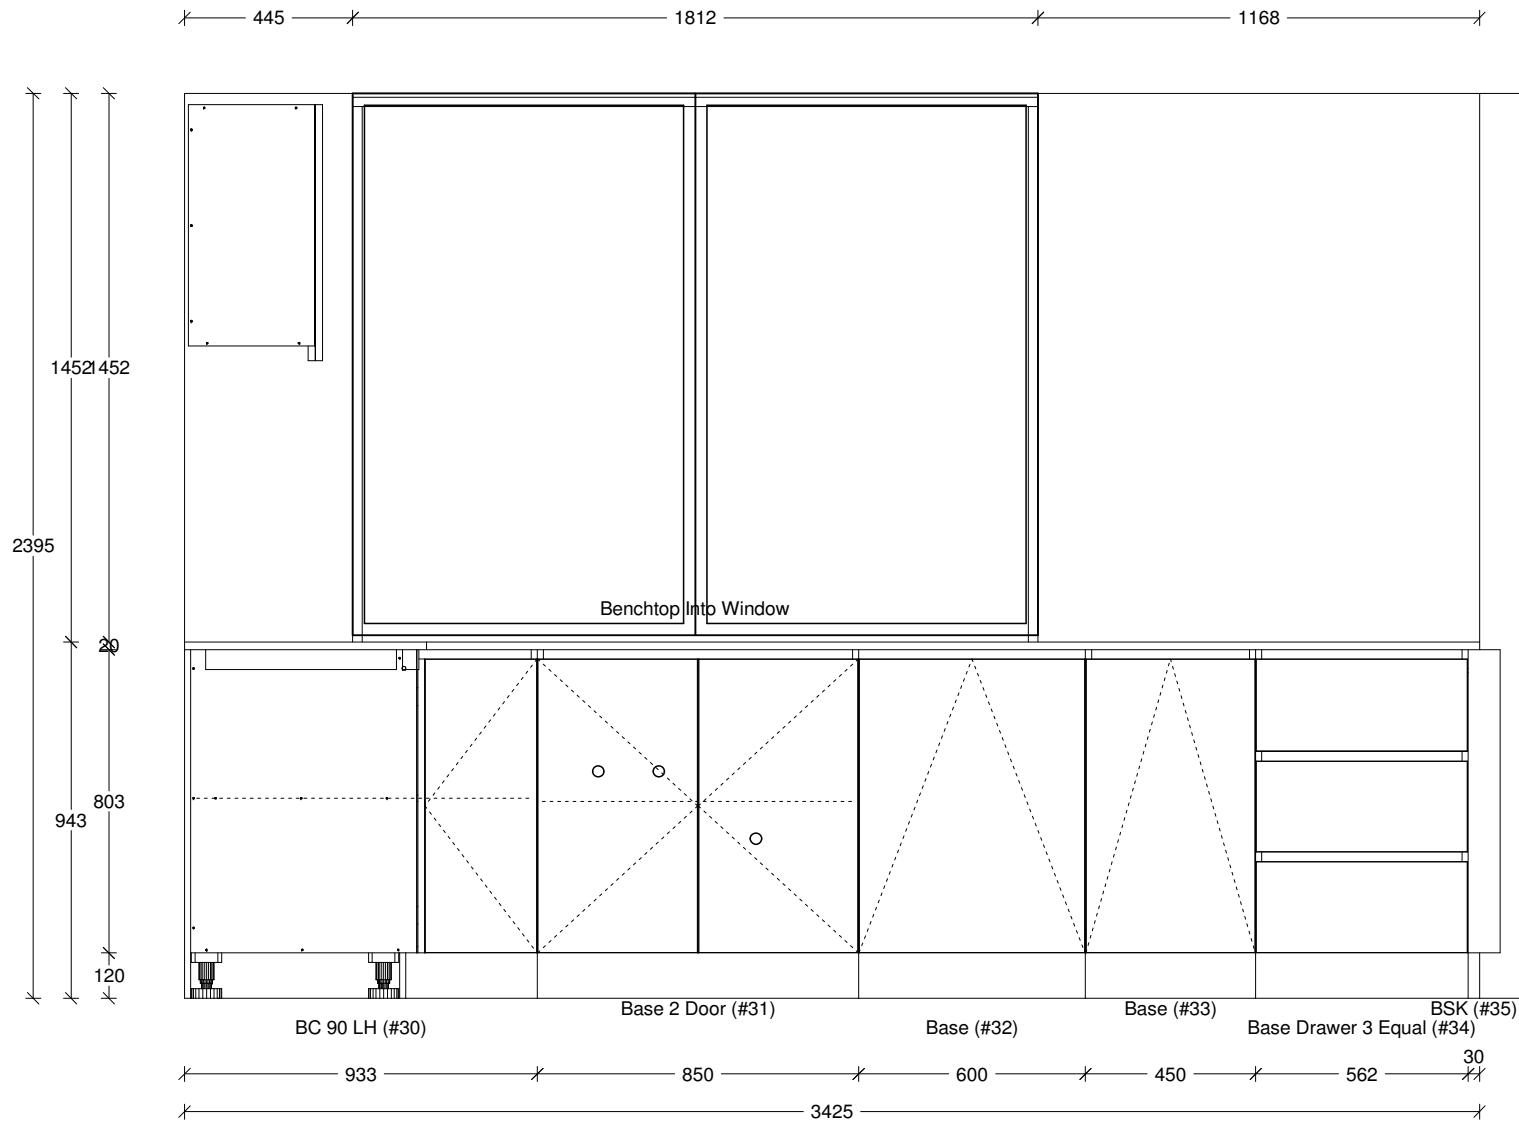 445
1812
1168
1452
1452
2395
Benchtop Into Window
20
803
943
120
Base 2 Door (#31)
Base (#33)
BSK (#35)
BC 90 LH (#30)
Base (#32)
Base Drawer 3 Equal (#34)
30
933
850
600
450
562
3425